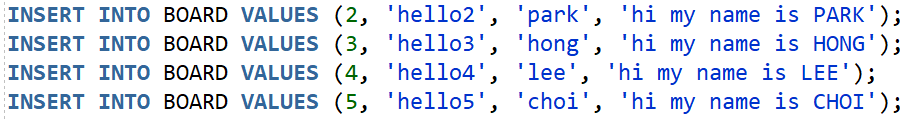 INSERT INTO BOARD VALUES (2, 'hello2', 'park', 'hi my name is PARK');
INSERT INTO BOARD VALUES (3, 'hello3', 'hong', 'hi my name is HONG');
INSERT INTO BOARD VALUES (4, 'hello4', 'lee', 'hi my name is LEE');
INSERT INTO BOARD VALUES (5, 'hello5', 'choi', 'hi my name is CHOI');